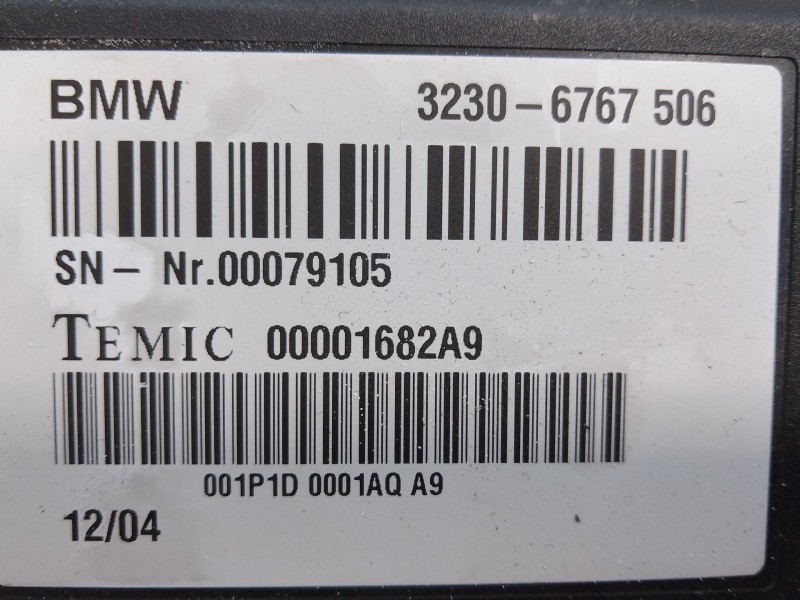 BMW 3230-6767 506
SN- Nr.00079105
TEMIC 00001682A9
001P1D 0001AQ A9
12/04